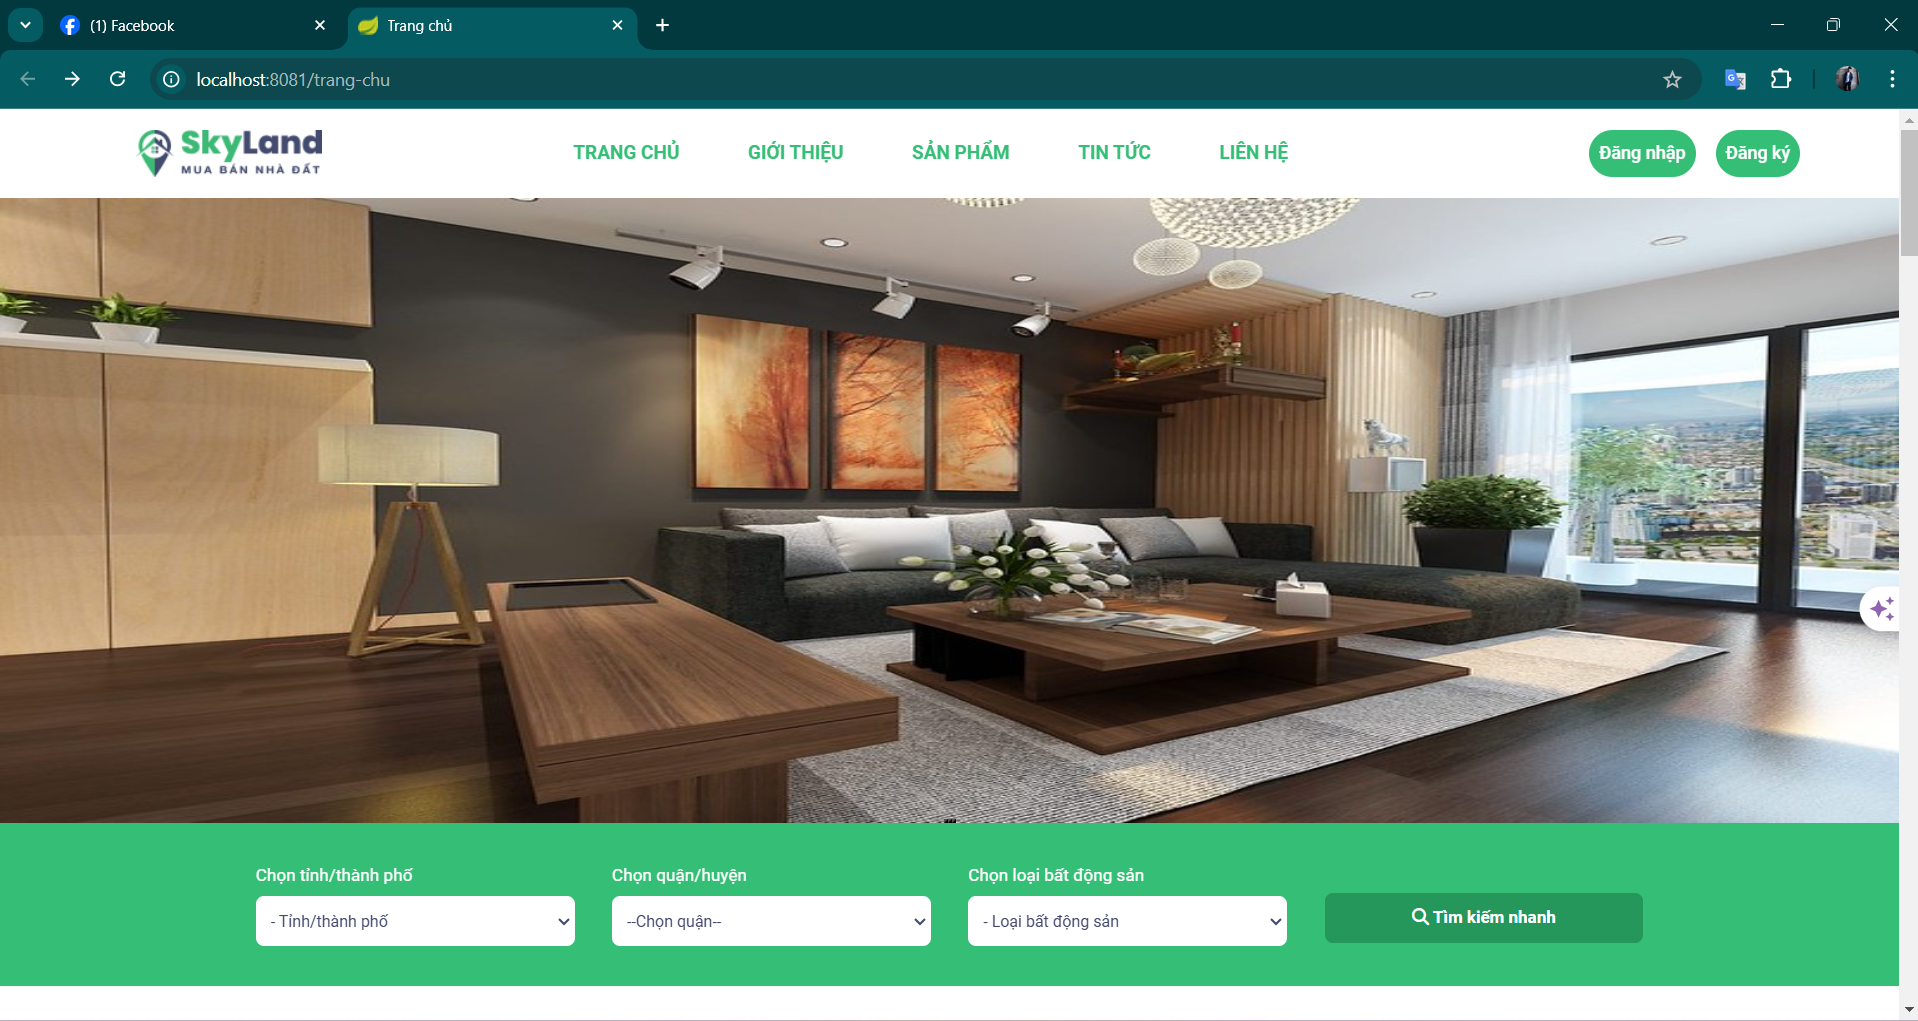 (1) Facebook
Trang chủ
localhost:8081/trang-chu
SkyLand
MUA BÁN NHÀ ĐẤT
TRANG CHỦ
GIỚI THIỆU
SẢN PHẨM
TIN TỨC
LIÊN HỆ
Đăng nhập
Đăng ký
Chọn tỉnh/thành phố
Chọn quận/huyện
Chọn loại bất động sản
- Tỉnh/thành phố
--Chọn quận--
- Loại bất động sản
Tìm kiếm nhanh